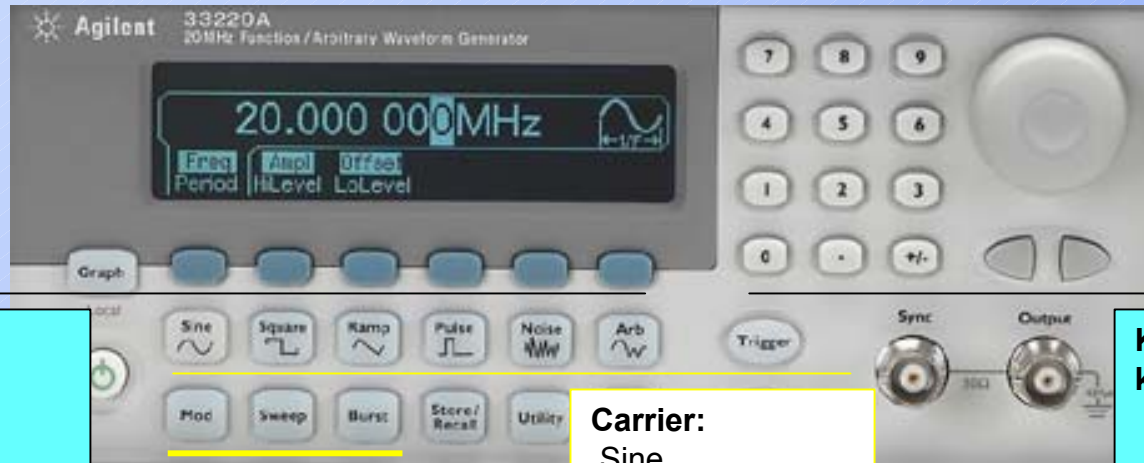 Agilent
33220A
20MHz Function / Arbitrary Waveform Generator
20.000 000MHz
1/F
Freq Ampl Offset
Period HiLevel LoLevel
7 8 9
4 5 6
1 2 3
0 . +/-
Graph
Local
Sine Square Ramp Pulse Noise Arb
Trigger
Sync Output
50Ω
Mod Sweep Burst Store/
Recall Utility
Carrier:
Sine
K
K